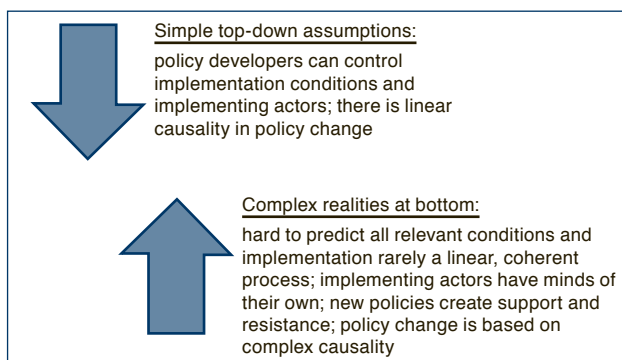 Simple top-down assumptions:
policy developers can control
implementation conditions and
implementing actors; there is linear
causality in policy change
Complex realities at bottom:
hard to predict all relevant conditions and
implementation rarely a linear, coherent
process; implementing actors have minds of
their own; new policies create support and
resistance; policy change is based on
complex causality